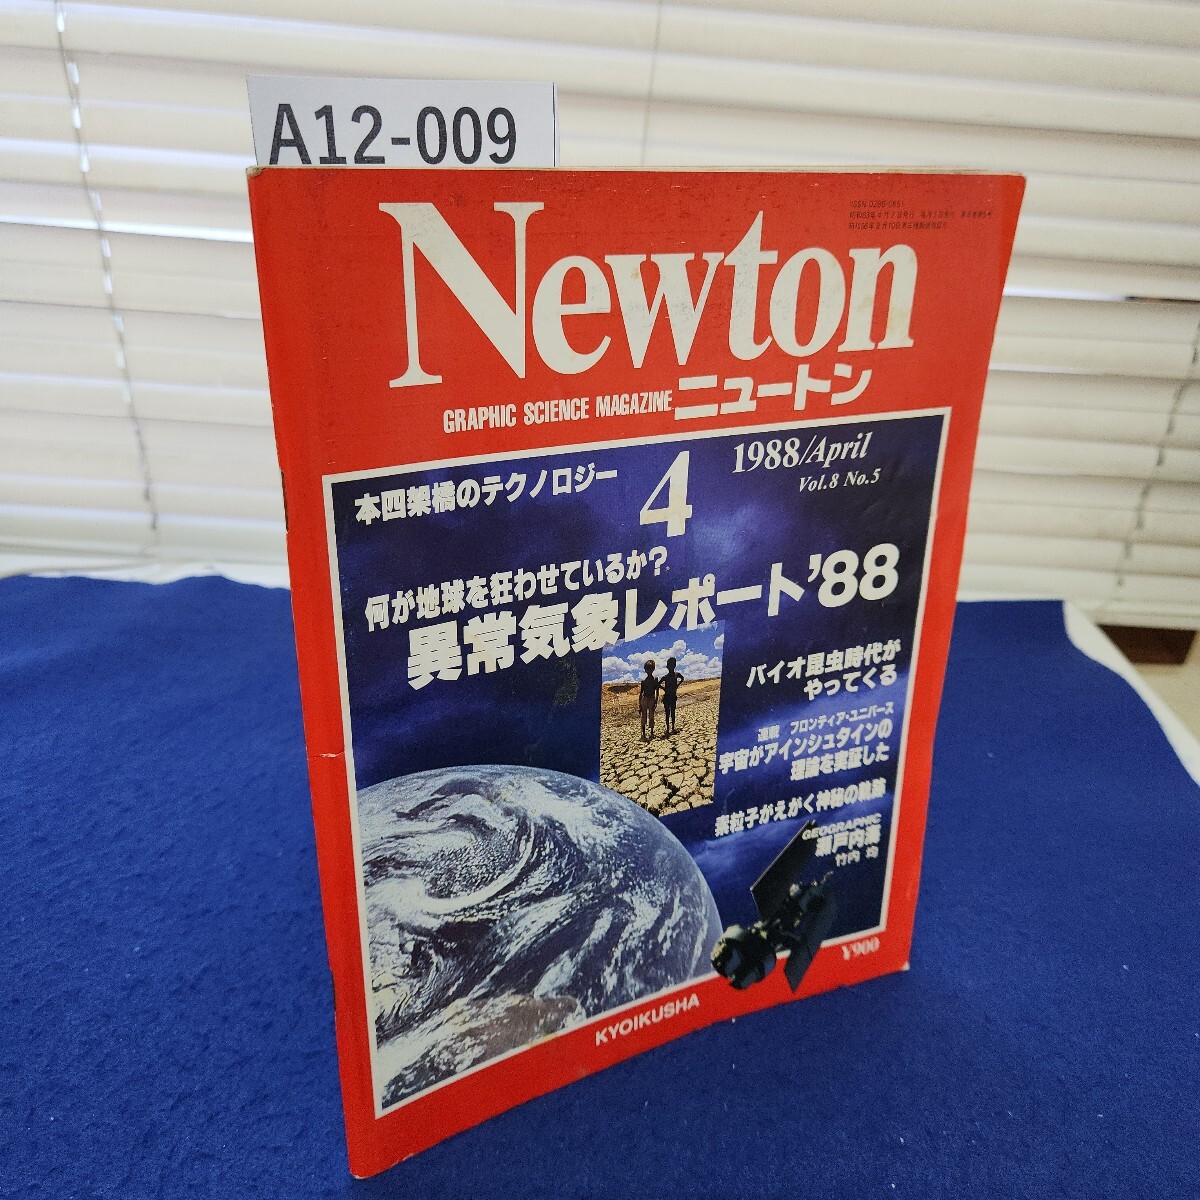 A12-009
Newton
GRAPHIC SCIENCE MAGAZINE ニュートン
1988/April
Vol.8 No.5
本四架橋のテクノロジー
4
何が地球を狂わせているか?
異常気象レポート'88
バイオ昆虫時代が
やってくる
連載 フロンティア・ユニバース
宇宙がアインシュタインの
理論を実証した
素粒子がえがく神秘の軌跡
GEOGRAPHIC
瀬戸内海
竹内 均
¥900
KYOIKUSHA